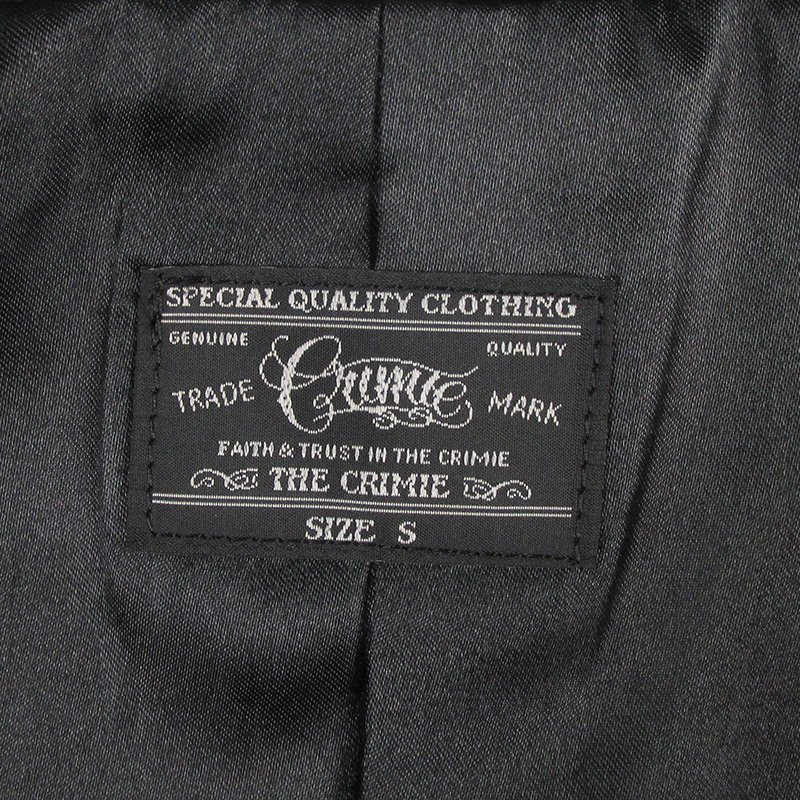 SPECIAL QUALITY CLOTHING
GENUINE QUALITY
TRADE Crimie MARK
FAITH & TRUST IN THE CRIMIE
THE CRIMIE
SIZE S